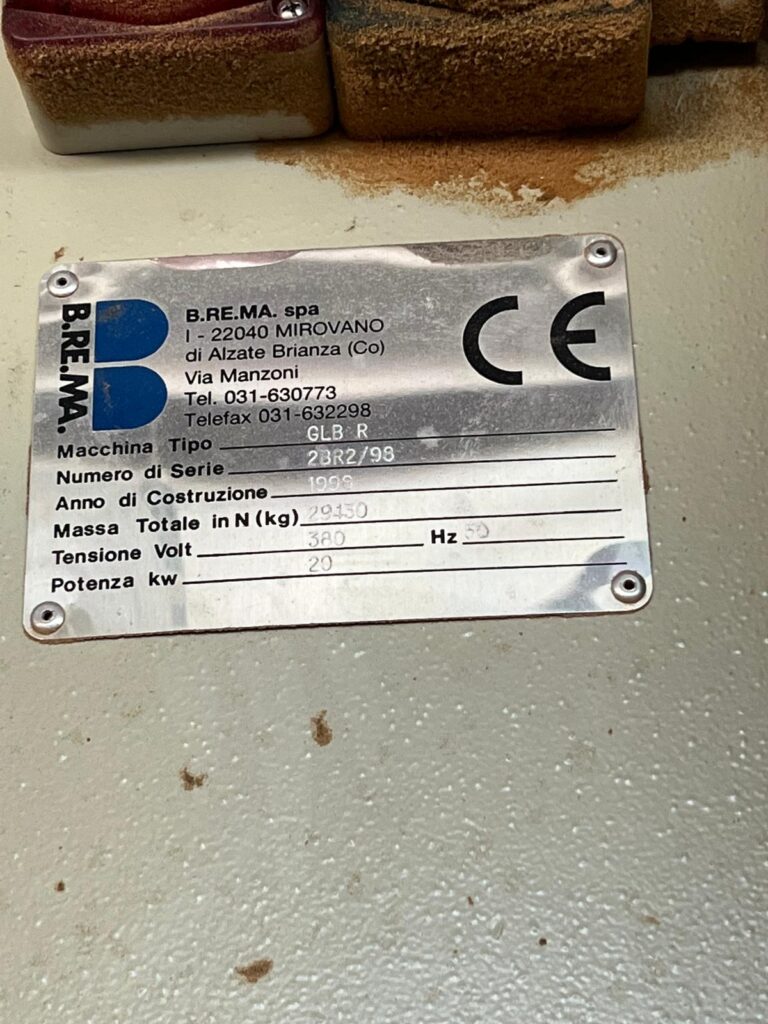 B.RE.MA.
B.RE.MA. spa
I - 22040 MIROVANO
di Alzate Brianza (Co)
Via Manzoni
Tel. 031-630773
Telefax 031-632298
CE
Macchina Tipo GLB R
Numero di Serie 2BR2/98
Anno di Costruzione 1998
Massa Totale in N (kg) 29430
Tensione Volt 380 Hz 50
Potenza kw 20